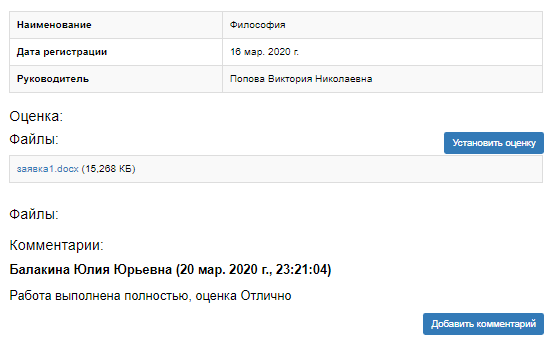 Наименование Философия
Дата регистрации 16 мар. 2020 г.
Руководитель Попова Виктория Николаевна
Оценка:
Файлы:
Установить оценку
заявка1.docx (15,268 КБ)
Файлы:
Комментарии:
Балакина Юлия Юрьевна (20 мар. 2020 г., 23:21:04)
Работа выполнена полностью, оценка Отлично
Добавить комментарий